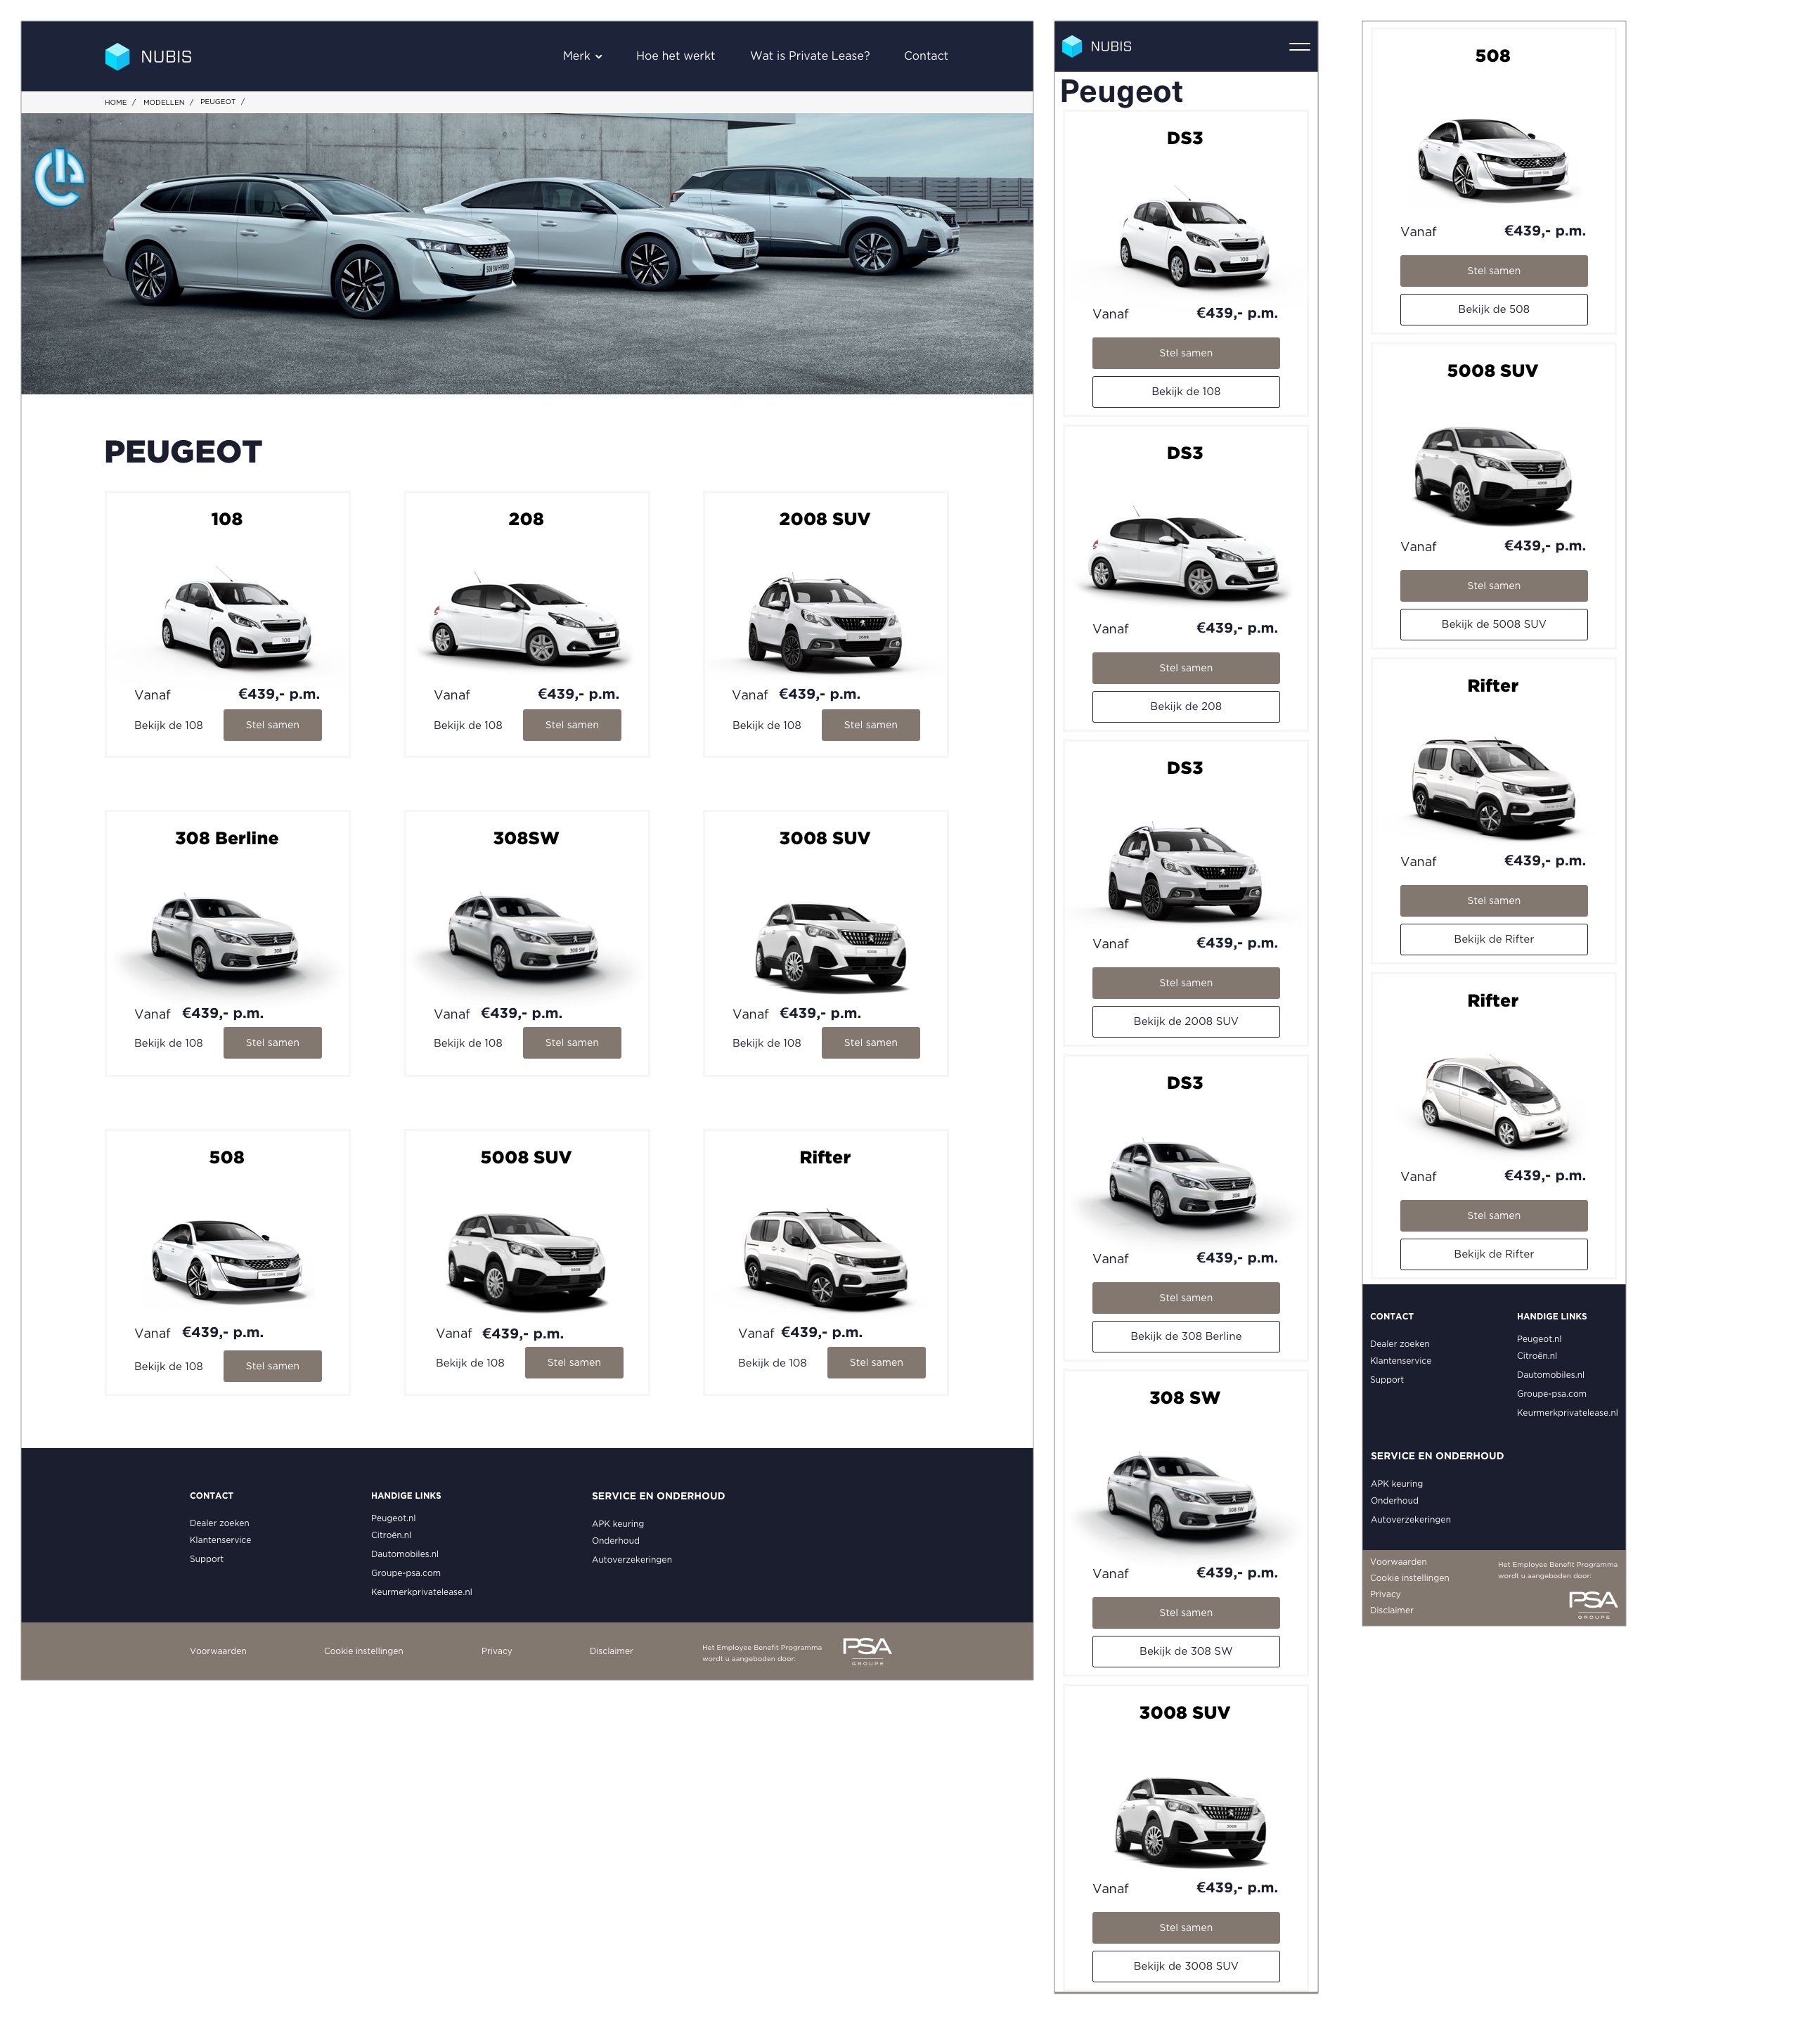 NUBIS
Merk
Hoe het werkt
Wat is Private Lease?
Contact
HOME / MODELLEN / PEUGEOT /
PEUGEOT
108
Vanaf €439,- p.m.
Bekijk de 108
Stel samen
208
Vanaf €439,- p.m.
Bekijk de 108
Stel samen
2008 SUV
Vanaf €439,- p.m.
Bekijk de 108
Stel samen
308 Berline
Vanaf €439,- p.m.
Bekijk de 108
Stel samen
308SW
Vanaf €439,- p.m.
Bekijk de 108
Stel samen
3008 SUV
Vanaf €439,- p.m.
Bekijk de 108
Stel samen
508
Vanaf €439,- p.m.
Bekijk de 108
Stel samen
5008 SUV
Vanaf €439,- p.m.
Bekijk de 108
Stel samen
Rifter
Vanaf €439,- p.m.
Bekijk de 108
Stel samen
CONTACT
Dealer zoeken
Klantenservice
Support
HANDIGE LINKS
Peugeot.nl
Citroën.nl
Dautomobiles.nl
Groupe-psa.com
Keurmerkprivatelease.nl
SERVICE EN ONDERHOUD
APK keuring
Onderhoud
Autoverzekeringen
Voorwaarden
Cookie instellingen
Privacy
Disclaimer
Het Employee Benefit Programma
wordt u aangeboden door:
PSA
GROUPE
NUBIS
Peugeot
DS3
Vanaf €439,- p.m.
Stel samen
Bekijk de 108
DS3
Vanaf €439,- p.m.
Stel samen
Bekijk de 208
DS3
Vanaf €439,- p.m.
Stel samen
Bekijk de 2008 SUV
DS3
Vanaf €439,- p.m.
Stel samen
Bekijk de 308 Berline
308 SW
Vanaf €439,- p.m.
Stel samen
Bekijk de 308 SW
3008 SUV
Vanaf €439,- p.m.
Stel samen
Bekijk de 3008 SUV
508
Vanaf €439,- p.m.
Stel samen
Bekijk de 508
5008 SUV
Vanaf €439,- p.m.
Stel samen
Bekijk de 5008 SUV
Rifter
Vanaf €439,- p.m.
Stel samen
Bekijk de Rifter
Rifter
Vanaf €439,- p.m.
Stel samen
Bekijk de Rifter
CONTACT
Dealer zoeken
Klantenservice
Support
HANDIGE LINKS
Peugeot.nl
Citroën.nl
Dautomobiles.nl
Groupe-psa.com
Keurmerkprivatelease.nl
SERVICE EN ONDERHOUD
APK keuring
Onderhoud
Autoverzekeringen
Voorwaarden
Cookie instellingen
Privacy
Disclaimer
Het Employee Benefit Programma
wordt u aangeboden door:
PSA
GROUPE